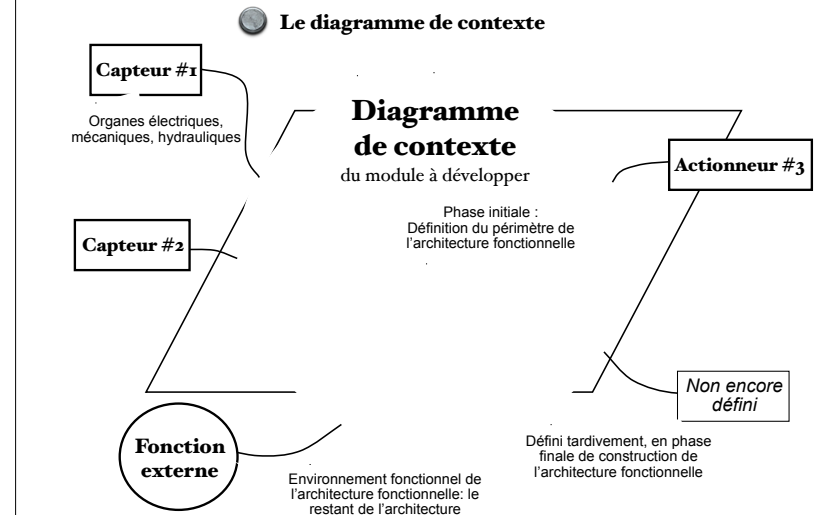 Le diagramme de contexte
Capteur #1
Organes électriques,
mécaniques, hydrauliques
Diagramme
de contexte
du module à développer
Actionneur #3
Phase initiale :
Définition du périmètre de
l'architecture fonctionnelle
Capteur #2
Non encore
défini
Fonction
externe
Défini tardivement, en phase
finale de construction de
l'architecture fonctionnelle
Environnement fonctionnel de
l'architecture fonctionnelle: le
restant de l'architecture